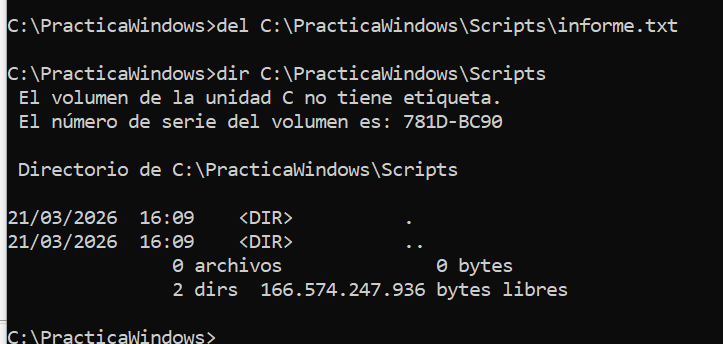 C:\PracticaWindows>del C:\PracticaWindows\Scripts\informe.txt
C:\PracticaWindows>dir C:\PracticaWindows\Scripts
El volumen de la unidad C no tiene etiqueta.
El número de serie del volumen es: 781D-BC90
Directorio de C:\PracticaWindows\Scripts
21/03/2026  16:09    <DIR>          .
21/03/2026  16:09    <DIR>          ..
0 archivos              0 bytes
2 dirs  166.574.247.936 bytes libres
C:\PracticaWindows>